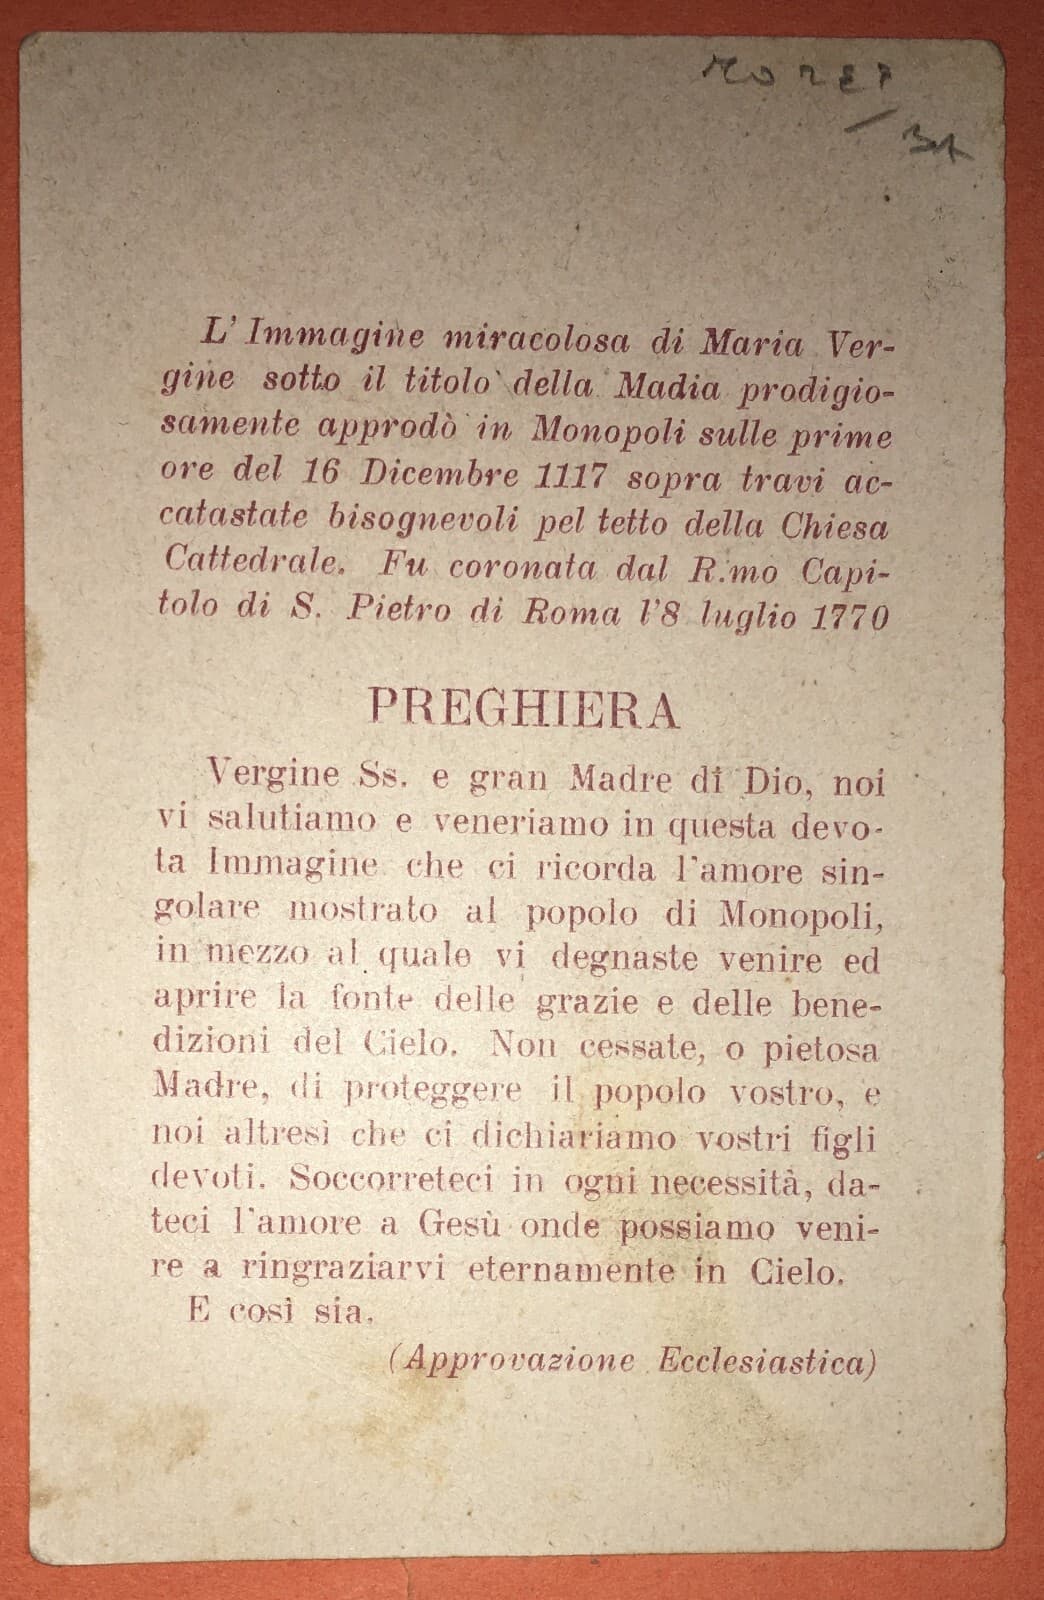 L' Immagine miracolosa di Maria Ver-
gine sotto il titolo della Madia prodigio-
samente approdò in Monopoli sulle prime
ore del 16 Dicembre 1117 sopra travi ac-
catastate bisognevoli pel tetto della Chiesa
Cattedrale. Fu coronata dal R.mo Capi-
tolo di S. Pietro di Roma l'8 luglio 1770
PREGHIERA
Vergine Ss. e gran Madre di Dio, noi
vi salutiamo e veneriamo in questa devo-
ta Immagine che ci ricorda l'amore sin-
golare mostrato al popolo di Monopoli,
in mezzo al quale vi degnaste venire ed
aprire la fonte delle grazie e delle bene-
dizioni del Cielo. Non cessate, o pietosa
Madre, di proteggere il popolo vostro, e
noi altresì che ci dichiariamo vostri figli
devoti. Soccorreteci in ogni necessità, da-
teci l'amore a Gesù onde possiamo veni-
re a ringraziarvi eternamente in Cielo.
E così sia.
(Approvazione Ecclesiastica)